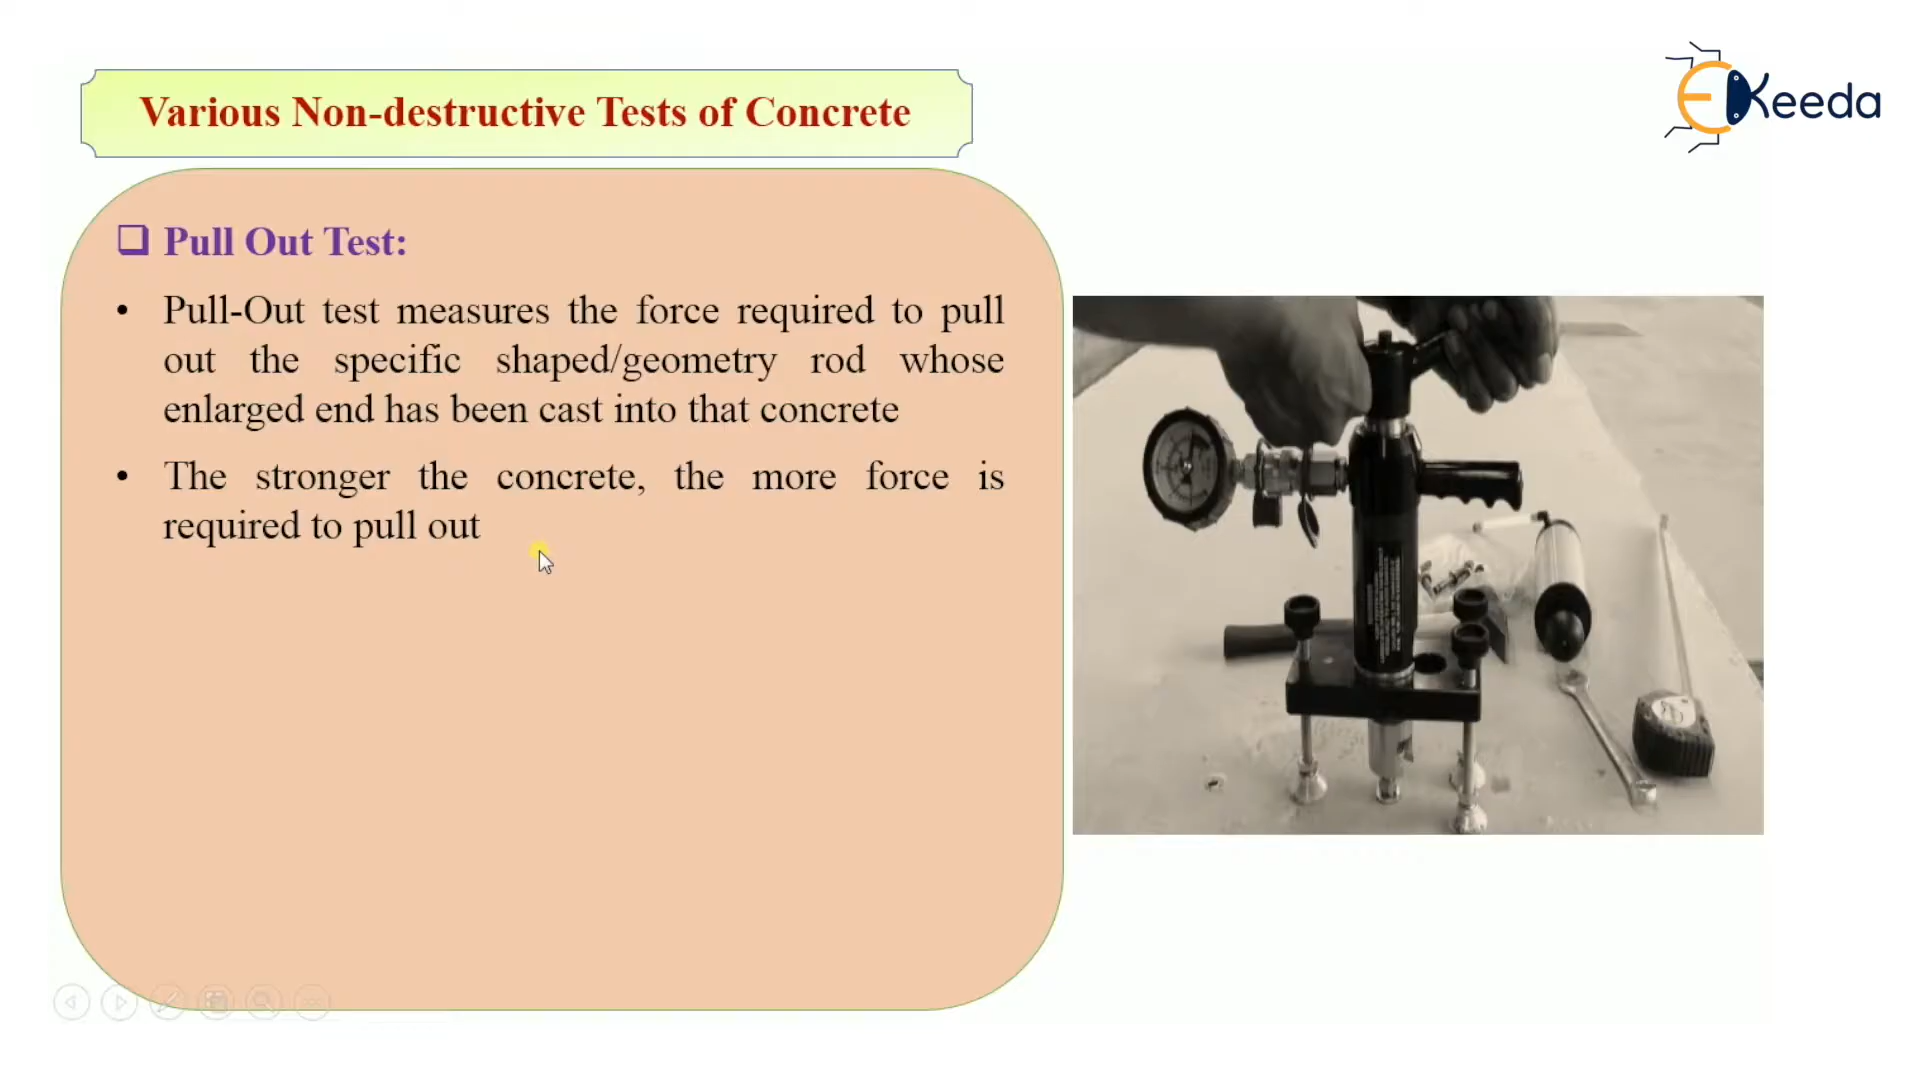 Various Non-destructive Tests of Concrete
EKeeda
Pull Out Test:
• Pull-Out test measures the force required to pull
out the specific shaped/geometry rod whose
enlarged end has been cast into that concrete
• The stronger the concrete, the more force is
required to pull out